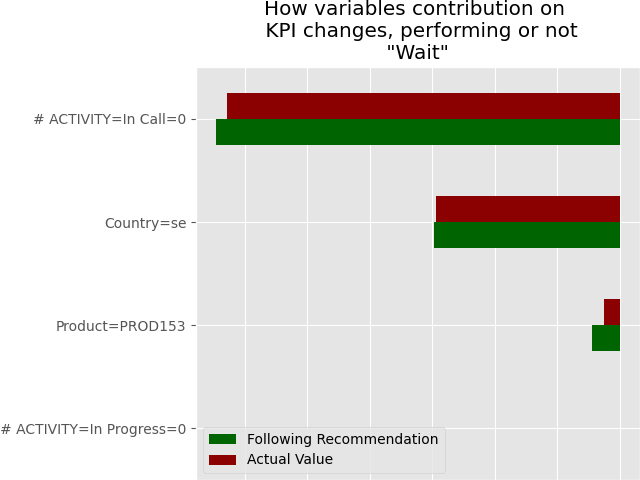 How variables contribution on
KPI changes, performing or not
"Wait"
# ACTIVITY=In Call=0
Country=se
Product=PROD153
# ACTIVITY=In Progress=0
Following Recommendation
Actual Value